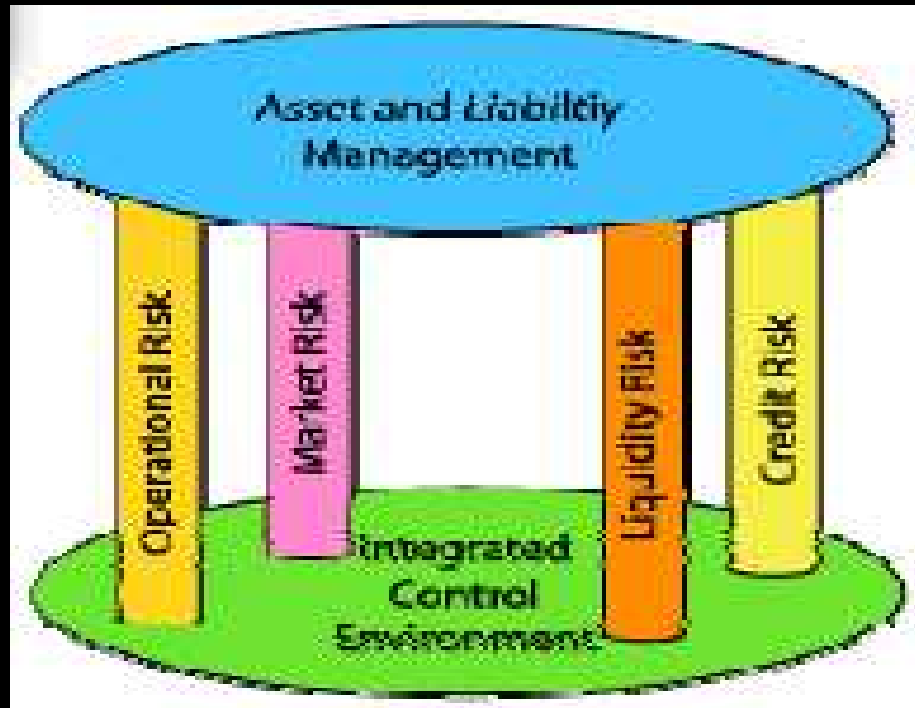 Asset and Liabiltiy
Management
Operational Risk
Market Risk
Liquidity Risk
Credit Risk
Integrated
Control
Environment